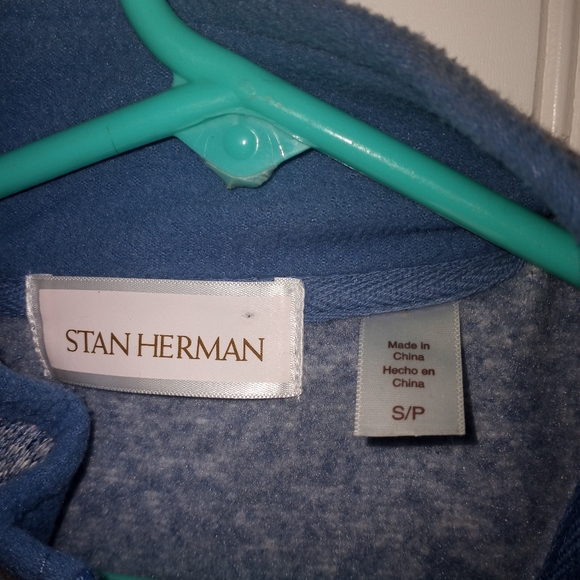 STAN HERMAN
Made in
China
Hecho en
China
S/P